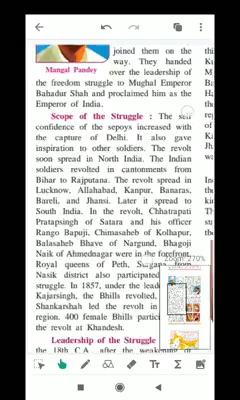 joined them on the
way. They handed
Mangal Pandey
over the leadership of
the freedom struggle to Mughal Emperor
Bahadur Shah and proclaimed him as the
Emperor of India.
Scope of the Struggle : The self
confidence of the sepoys increased with
the capture of Delhi. It also gave
inspiration to other soldiers. The revolt
soon spread in North India. The Indian
soldiers revolted in cantonments from
Bihar to Rajputana. The revolt spread in
Lucknow, Allahabad, Kanpur, Banaras,
Bareli, and Jhansi. Later it spread to
South India. In the revolt, Chhatrapati
Pratapsingh of Satara and his officer
Rango Bapuji, Chimasaheb of Kolhapur,
Balasaheb Bhave of Nargund, Bhagoji
Naik of Ahmednagar were in the forefront.
Royal queens of Peth, Surgana from
Nasik district also participated
struggle. In 1857, under the
Kajarsingh, the Bhills revolted,
Shankarshah led the revolt in
region. 400 female Bhills
the revolt at Khandesh.
Leadership of the Struggle
the 18th C.A. after the weakening of
Zoom: 270%